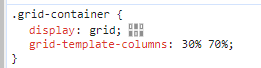 .grid-container {
display: grid;
grid-template-columns: 30% 70%;
}